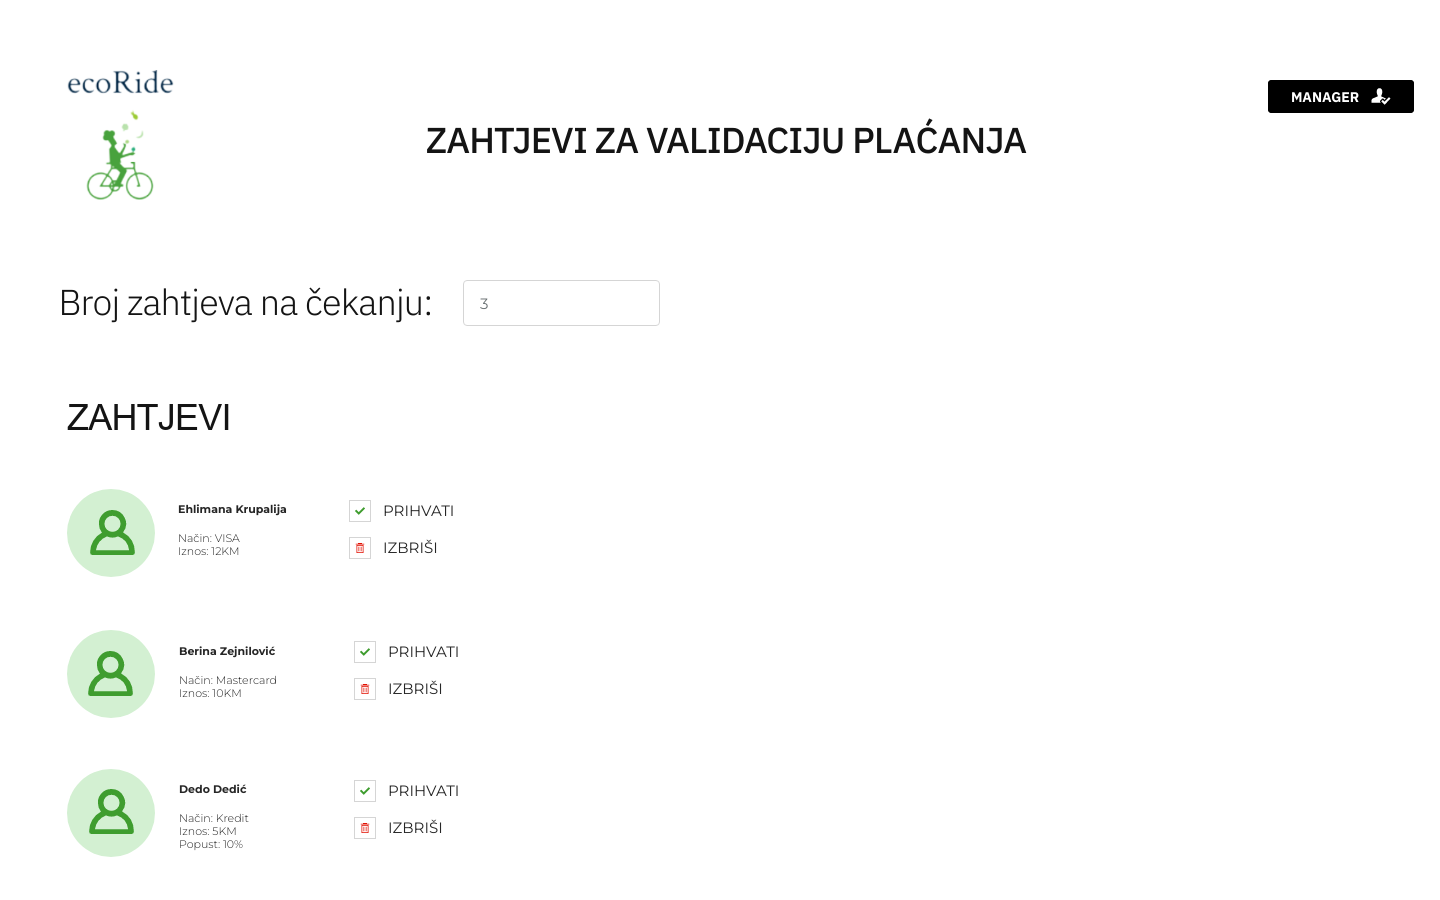 ecoRide
MANAGER
ZAHTJEVI ZA VALIDACIJU PLAĆANJA
Broj zahtjeva na čekanju:
3
ZAHTJEVI
Ehlimana Krupalija
Način: VISA
Iznos: 12KM
PRIHVATI
IZBRIŠI
Berina Zejnilović
Način: Mastercard
Iznos: 10KM
PRIHVATI
IZBRIŠI
Dedo Dedić
Način: Kredit
Iznos: 5KM
Popust: 10%
PRIHVATI
IZBRIŠI